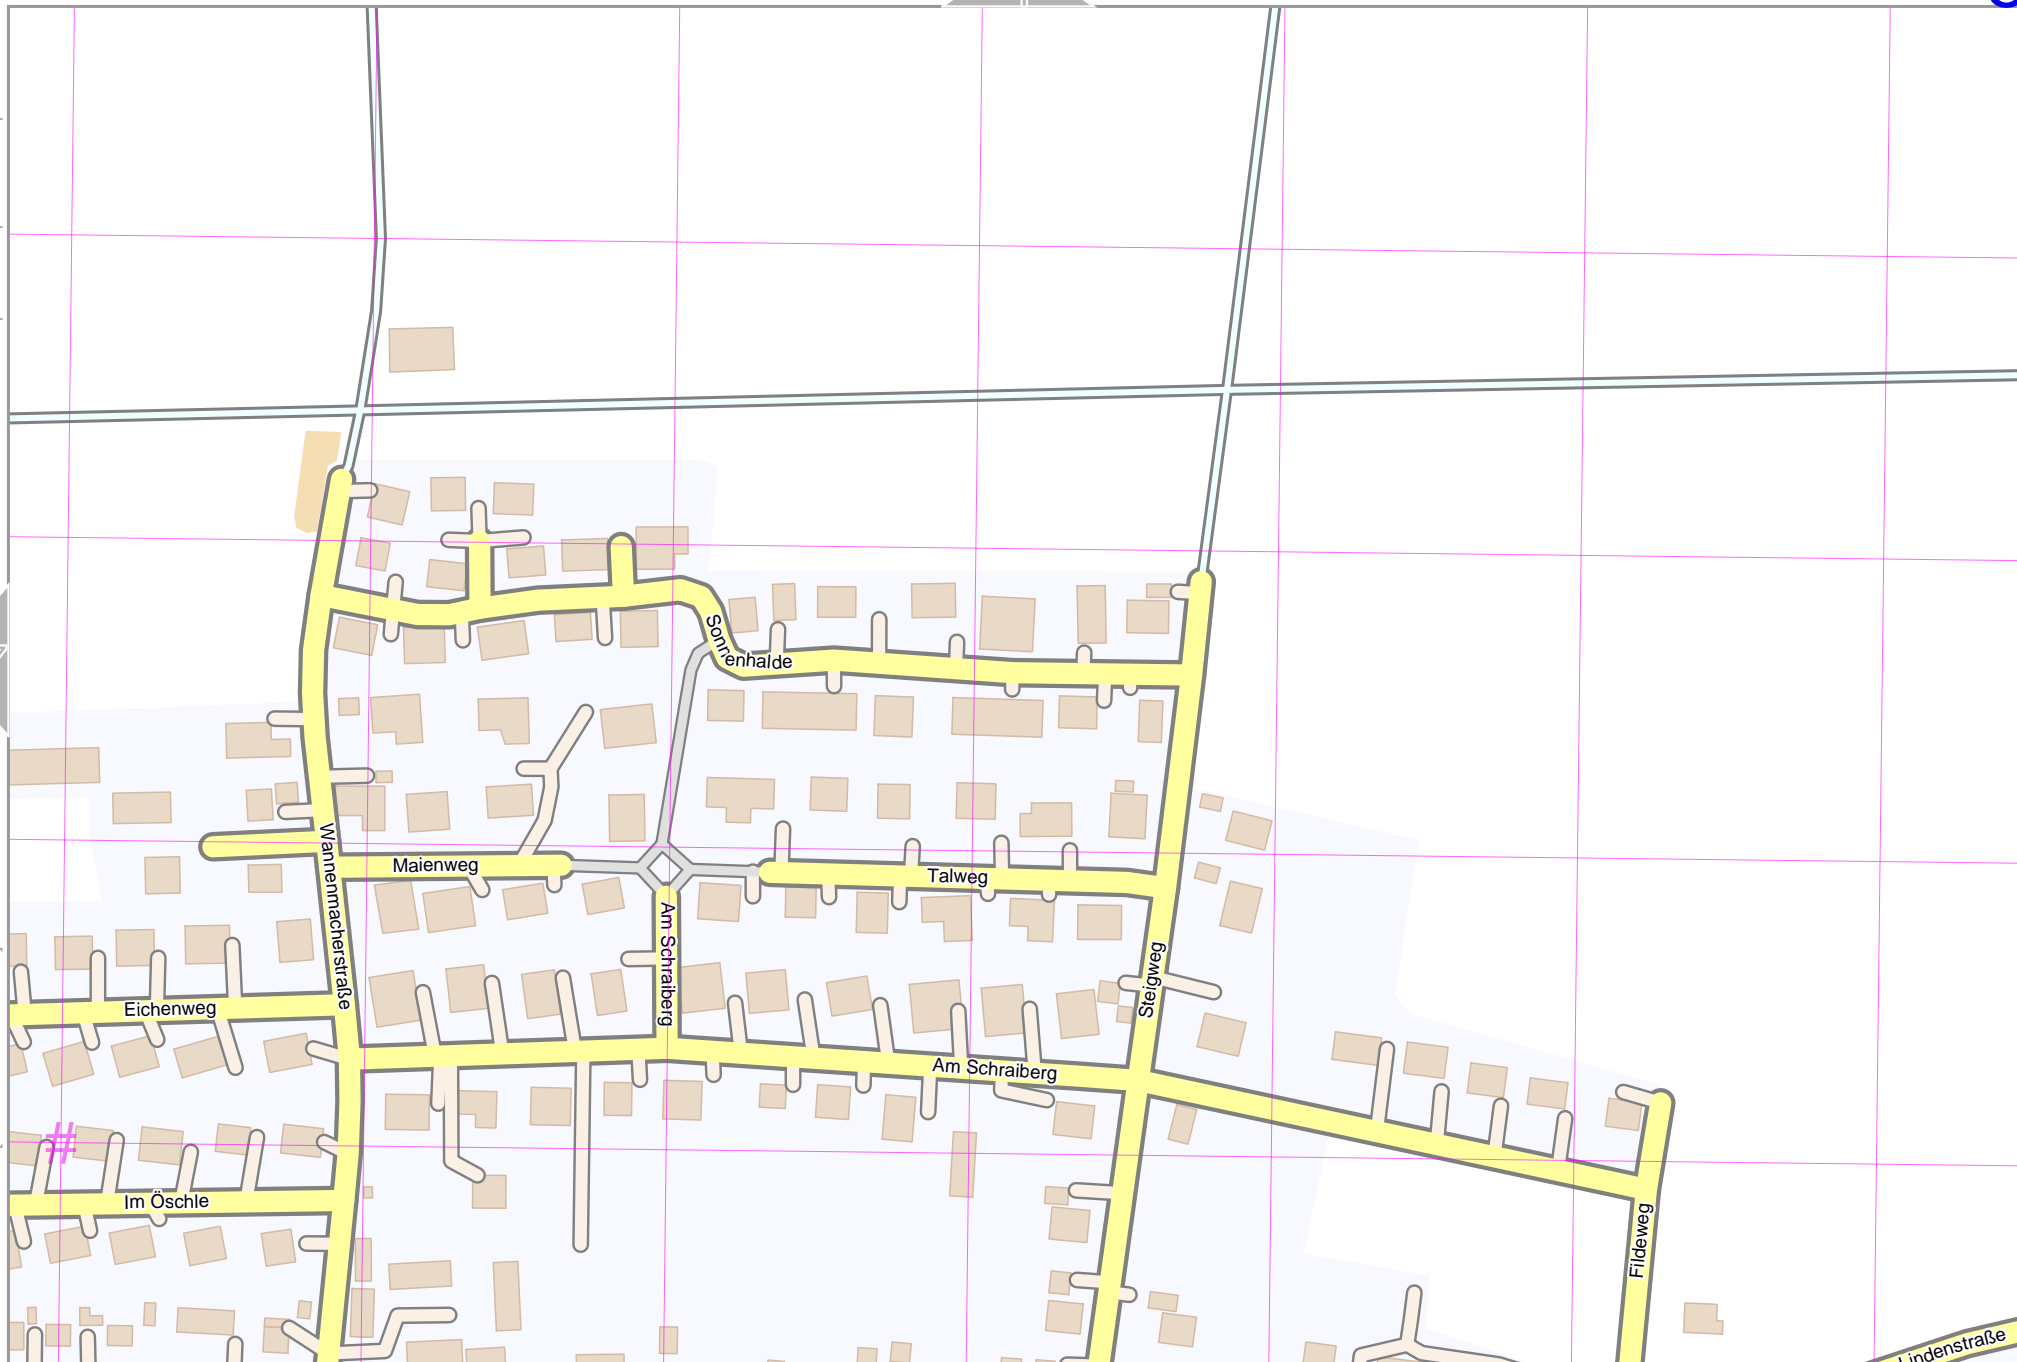 Sonnenhalde
Wannenmacherstraße
Maienweg
Talweg
Am Schraiberg
Steigweg
Eichenweg
Am Schraiberg
#
Im Öschle
Fildeweg
Lindenstraße